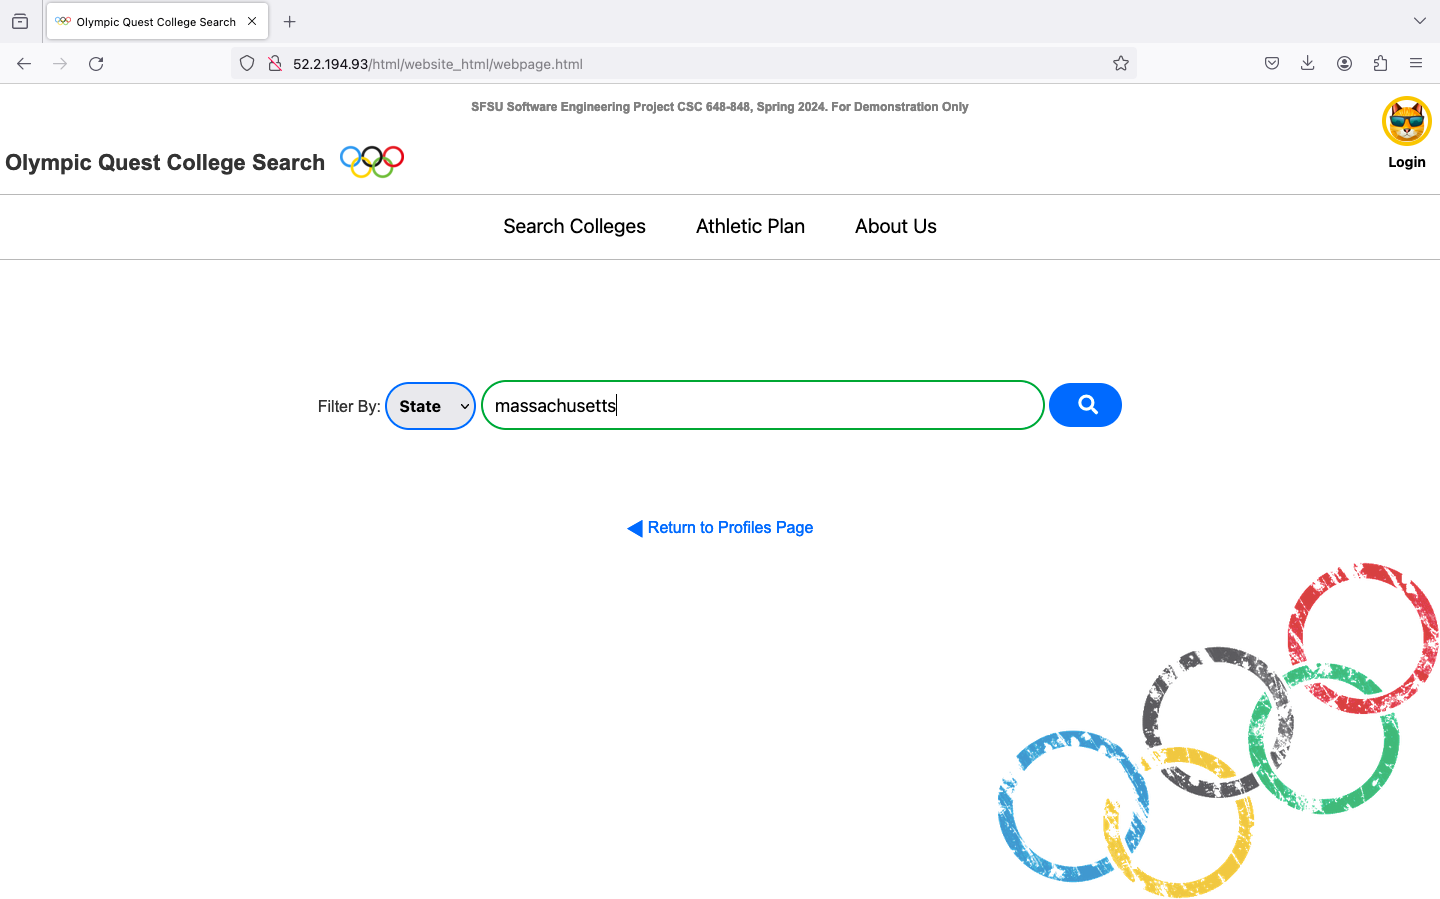 Olympic Quest College Search
52.2.194.93/html/website_html/webpage.html
SFSU Software Engineering Project CSC 648-848, Spring 2024. For Demonstration Only
Olympic Quest College Search
Login
Search Colleges Athletic Plan About Us
Filter By: State massachusetts
Return to Profiles Page